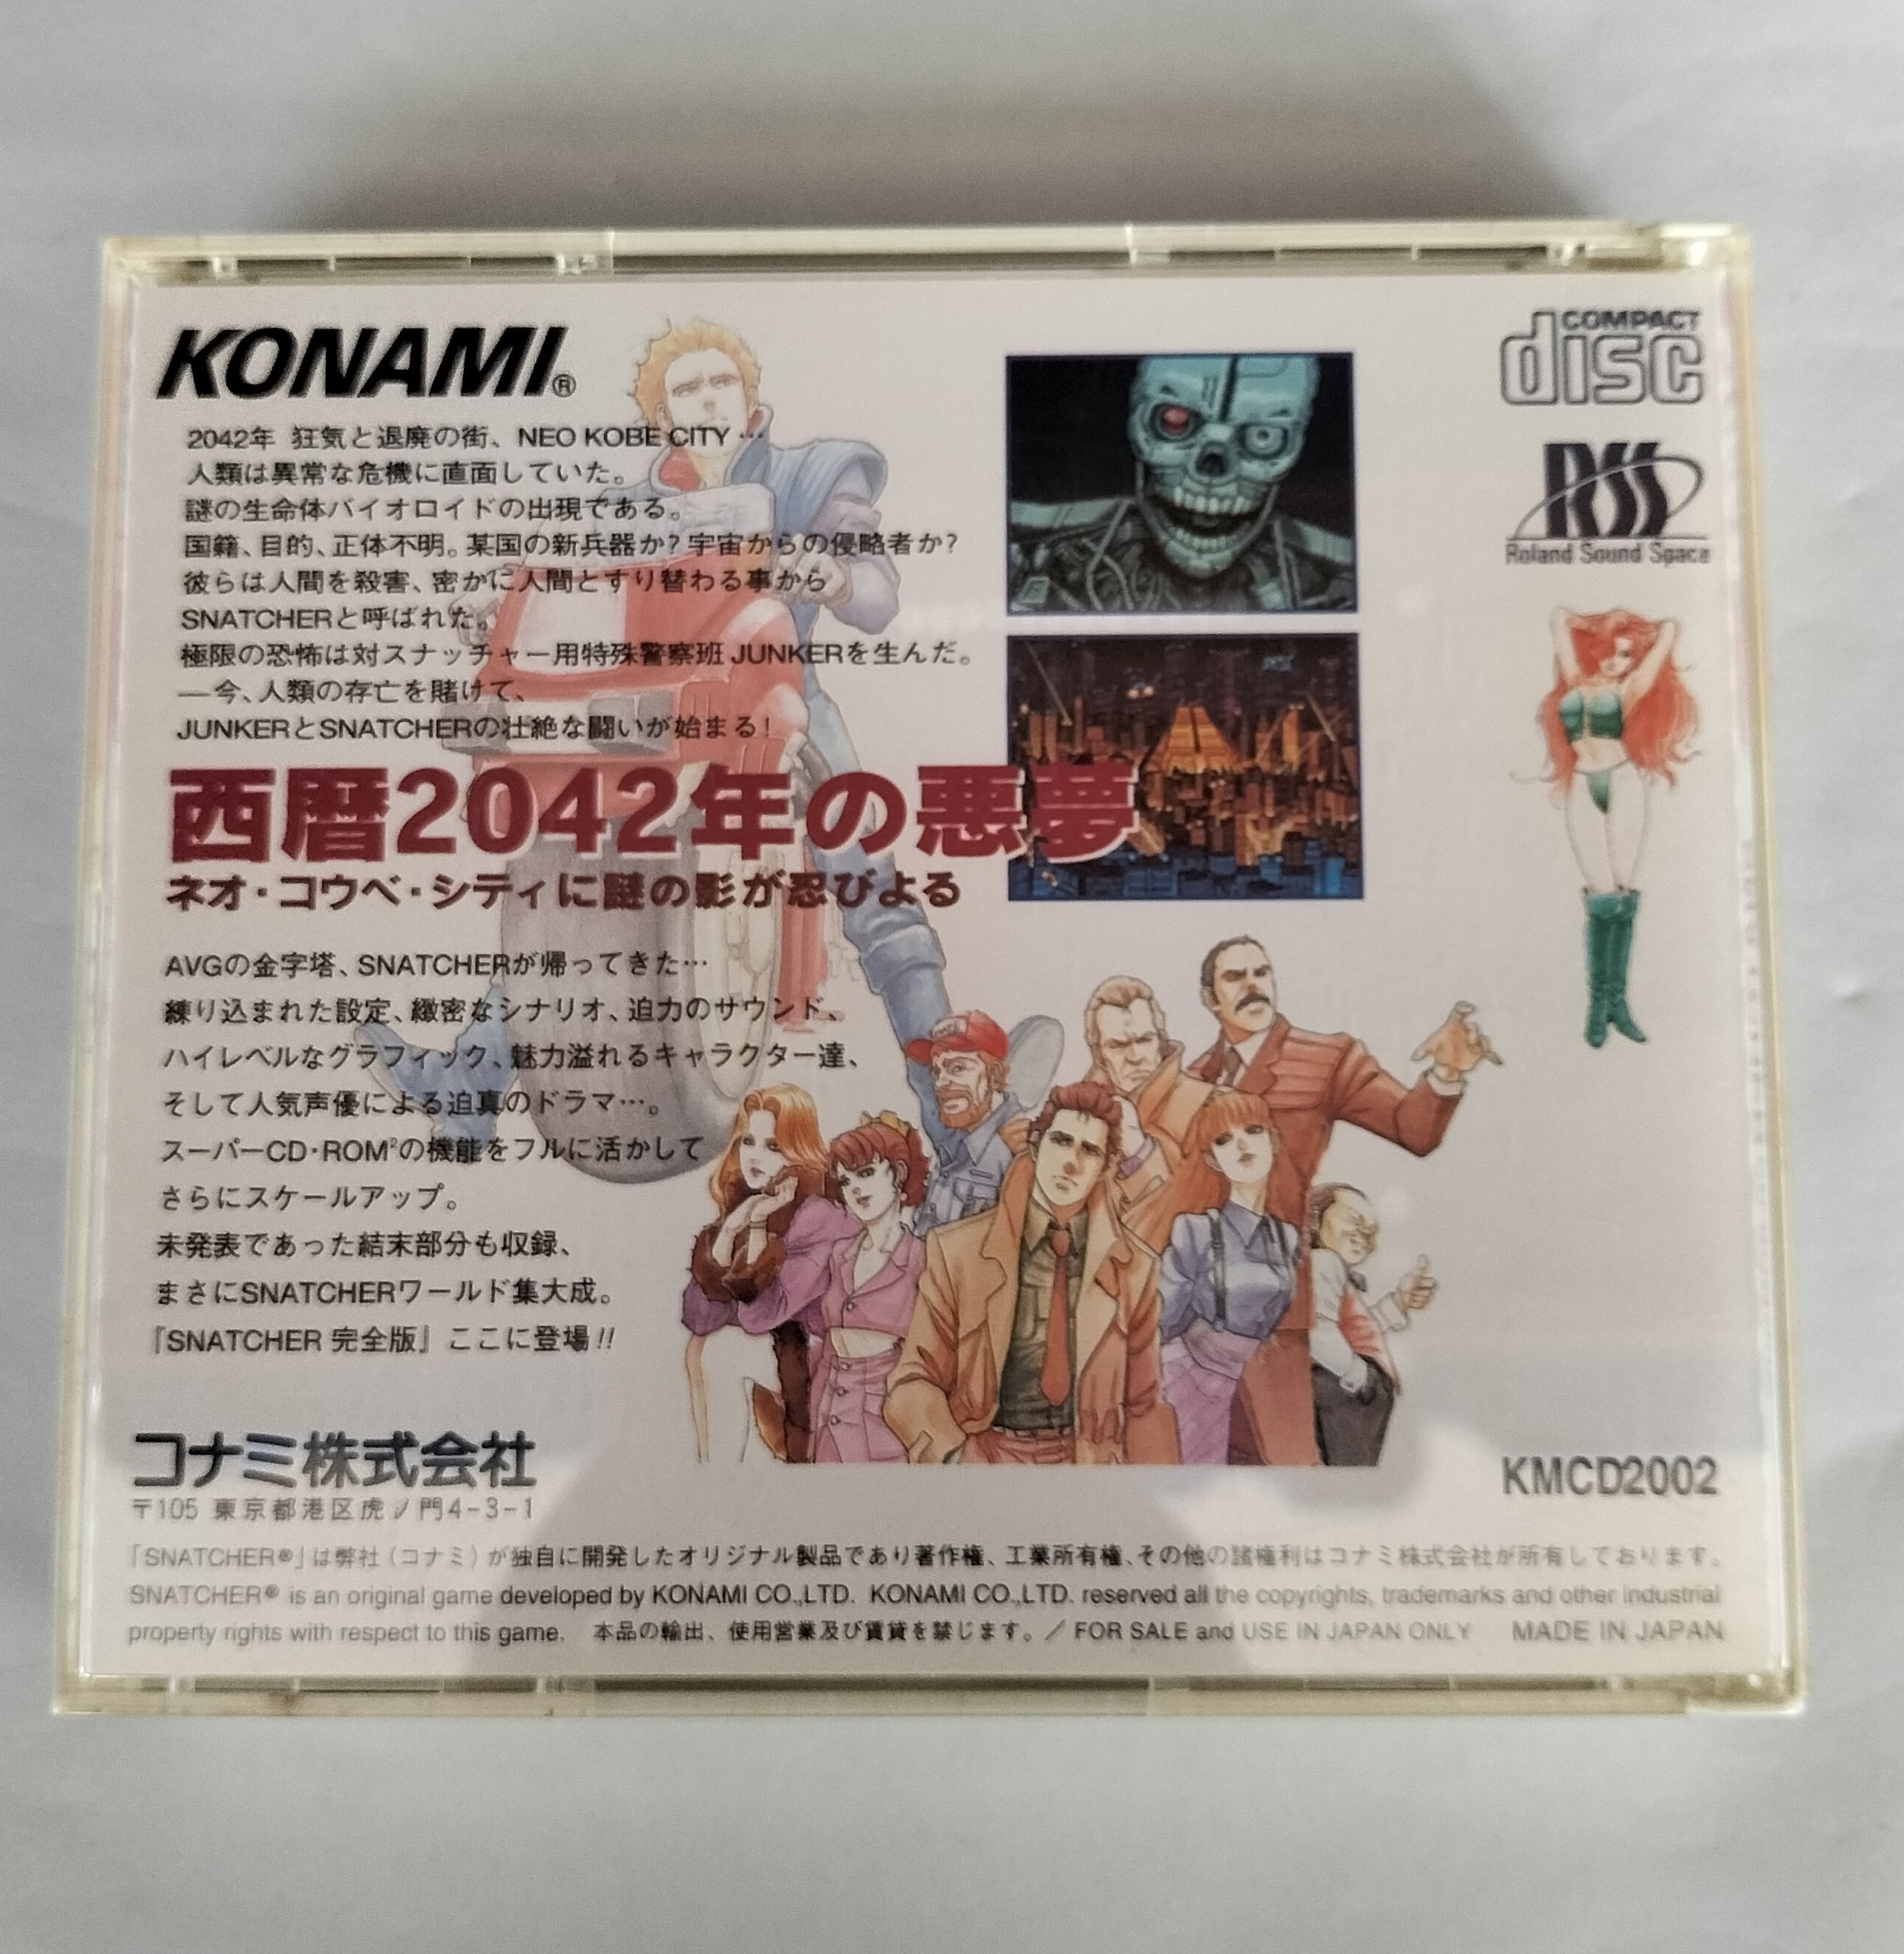 KONAMI®
2042年 狂気と退廃の街、NEO KOBE CITY…
人類は異常な危機に直面していた。
謎の生命体バイオロイドの出現である。
国籍、目的、正体不明。某国の新兵器か？宇宙からの侵略者か？
彼らは人間を殺害、密かに人間とすり替わる事から
SNATCHERと呼ばれた。
極限の恐怖は対スナッチャー用特殊警察班 JUNKERを生んだ。
—今、人類の存亡を賭けて、
JUNKERとSNATCHERの壮絶な闘いが始まる！
COMPACT
disc
RSS
Roland Sound Space
西暦2042年の悪夢
ネオ・コウベ・シティに謎の影が忍びよる
AVGの金字塔、SNATCHERが帰ってきた…
練り込まれた設定、緻密なシナリオ、迫力のサウンド、
ハイレベルなグラフィック、魅力溢れるキャラクター達、
そして人気声優による迫真のドラマ…。
スーパーCD・ROM²の機能をフルに活かして
さらにスケールアップ。
未発表であった結末部分も収録、
まさにSNATCHERワールド集大成。
『SNATCHER 完全版』ここに登場!!
コナミ株式会社
〒105 東京都港区虎ノ門4-3-1
KMCD2002
「SNATCHER®」は弊社（コナミ）が独自に開発したオリジナル製品であり著作権、工業所有権、その他の諸権利はコナミ株式会社が所有しております。
SNATCHER® is an original game developed by KONAMI CO.,LTD. KONAMI CO.,LTD. reserved all the copyrights, trademarks and other industrial
property rights with respect to this game. 本品の輸出、使用営業及び賃貸を禁じます。／FOR SALE and USE IN JAPAN ONLY MADE IN JAPAN